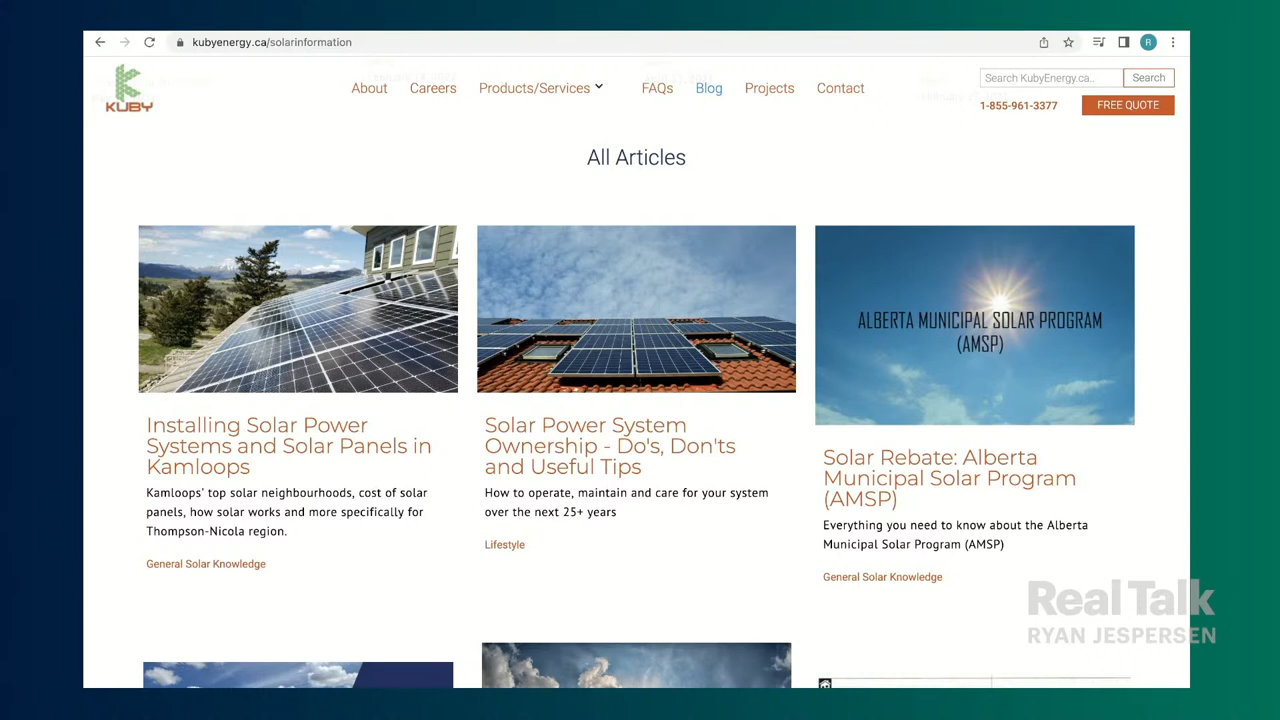 kubyenergy.ca/solarinformation
R
KUBY
About Careers Products/Services FAQs Blog Projects Contact
Search KubyEnergy.ca..
Search
1-855-961-3377
FREE QUOTE
All Articles
ALBERTA MUNICIPAL SOLAR PROGRAM
(AMSP)
Installing Solar Power
Systems and Solar Panels in
Kamloops
Kamloops' top solar neighbourhoods, cost of solar
panels, how solar works and more specifically for
Thompson-Nicola region.
General Solar Knowledge
Solar Power System
Ownership - Do's, Don'ts
and Useful Tips
How to operate, maintain and care for your system
over the next 25+ years
Lifestyle
Solar Rebate: Alberta
Municipal Solar Program
(AMSP)
Everything you need to know about the Alberta
Municipal Solar Program (AMSP)
General Solar Knowledge
Real Talk
RYAN JESPERSEN